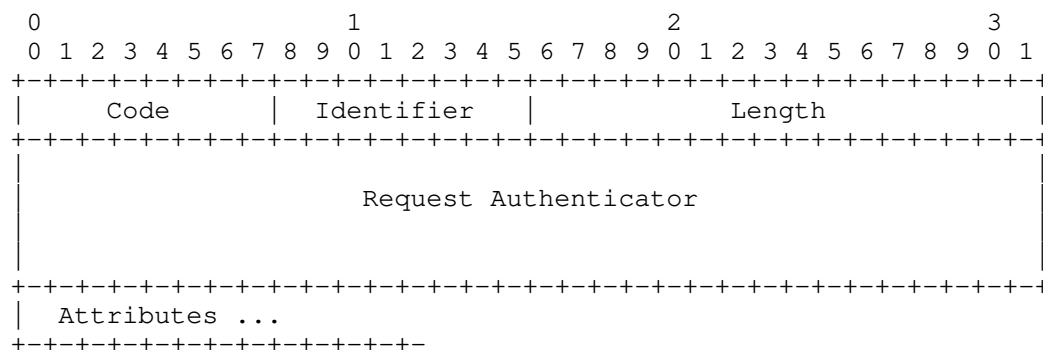 0                   1                   2                   3
 0 1 2 3 4 5 6 7 8 9 0 1 2 3 4 5 6 7 8 9 0 1 2 3 4 5 6 7 8 9 0 1
+-+-+-+-+-+-+-+-+-+-+-+-+-+-+-+-+-+-+-+-+-+-+-+-+-+-+-+-+-+-+-+-+
|     Code      |  Identifier   |            Length             |
+-+-+-+-+-+-+-+-+-+-+-+-+-+-+-+-+-+-+-+-+-+-+-+-+-+-+-+-+-+-+-+-+
|                                                               |
|                     Request Authenticator                     |
|                                                               |
|                                                               |
+-+-+-+-+-+-+-+-+-+-+-+-+-+-+-+-+-+-+-+-+-+-+-+-+-+-+-+-+-+-+-+-+
|  Attributes ...
+-+-+-+-+-+-+-+-+-+-+-+-+-